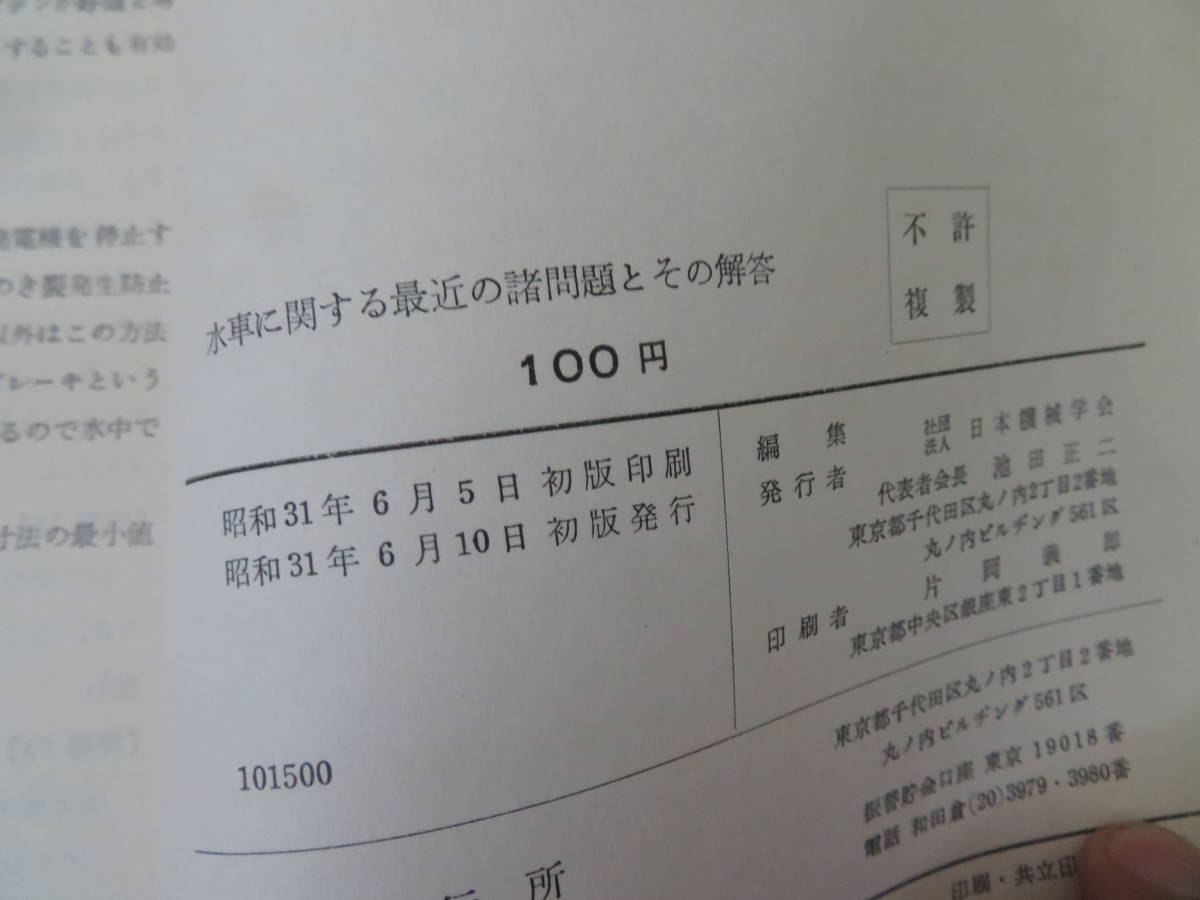 することも有効
発電機を停止す
のき裂発生防止
以外はこの方法
ブレーキという
るので水中で
寸法の最小値
不許
複製
水車に関する最近の諸問題とその解答
100円
昭和31年 6月 5日 初版印刷
昭和31年 6月10日 初版発行
編集
発行者
社団法人 日本機械学会
代表者会長 池田正二
東京都千代田区丸ノ内2丁目2番地
丸ノ内ビルヂング561区
印刷者
片岡義郎
東京都中央区銀座東2丁目1番地
101500
東京都千代田区丸ノ内2丁目2番地
丸ノ内ビルヂング561区
振替貯金口座 東京 19018番
電話 和田倉(20)3979・3980番
所
印刷・共立印